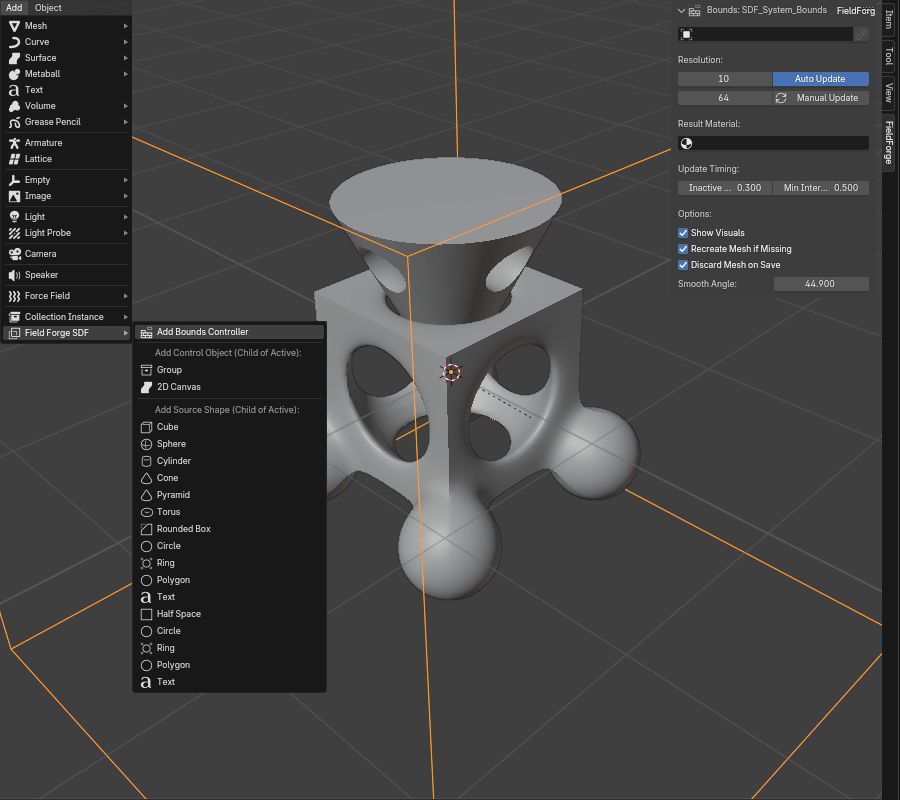 Add Object
Mesh
Curve
Surface
Metaball
Text
Volume
Grease Pencil
Armature
Lattice
Empty
Image
Light
Light Probe
Camera
Speaker
Force Field
Collection Instance
Field Forge SDF
Add Bounds Controller
Add Control Object (Child of Active):
Group
2D Canvas
Add Source Shape (Child of Active):
Cube
Sphere
Cylinder
Cone
Pyramid
Torus
Rounded Box
Circle
Ring
Polygon
Text
Half Space
Circle
Ring
Polygon
Text
Bounds: SDF_System_Bounds FieldForg
Resolution:
10 Auto Update
64 Manual Update
Result Material:
Update Timing:
Inactive ... 0.300 Min Inter... 0.500
Options:
Show Visuals
Recreate Mesh if Missing
Discard Mesh on Save
Smooth Angle: 44.900
Item
Tool
View
FieldForge